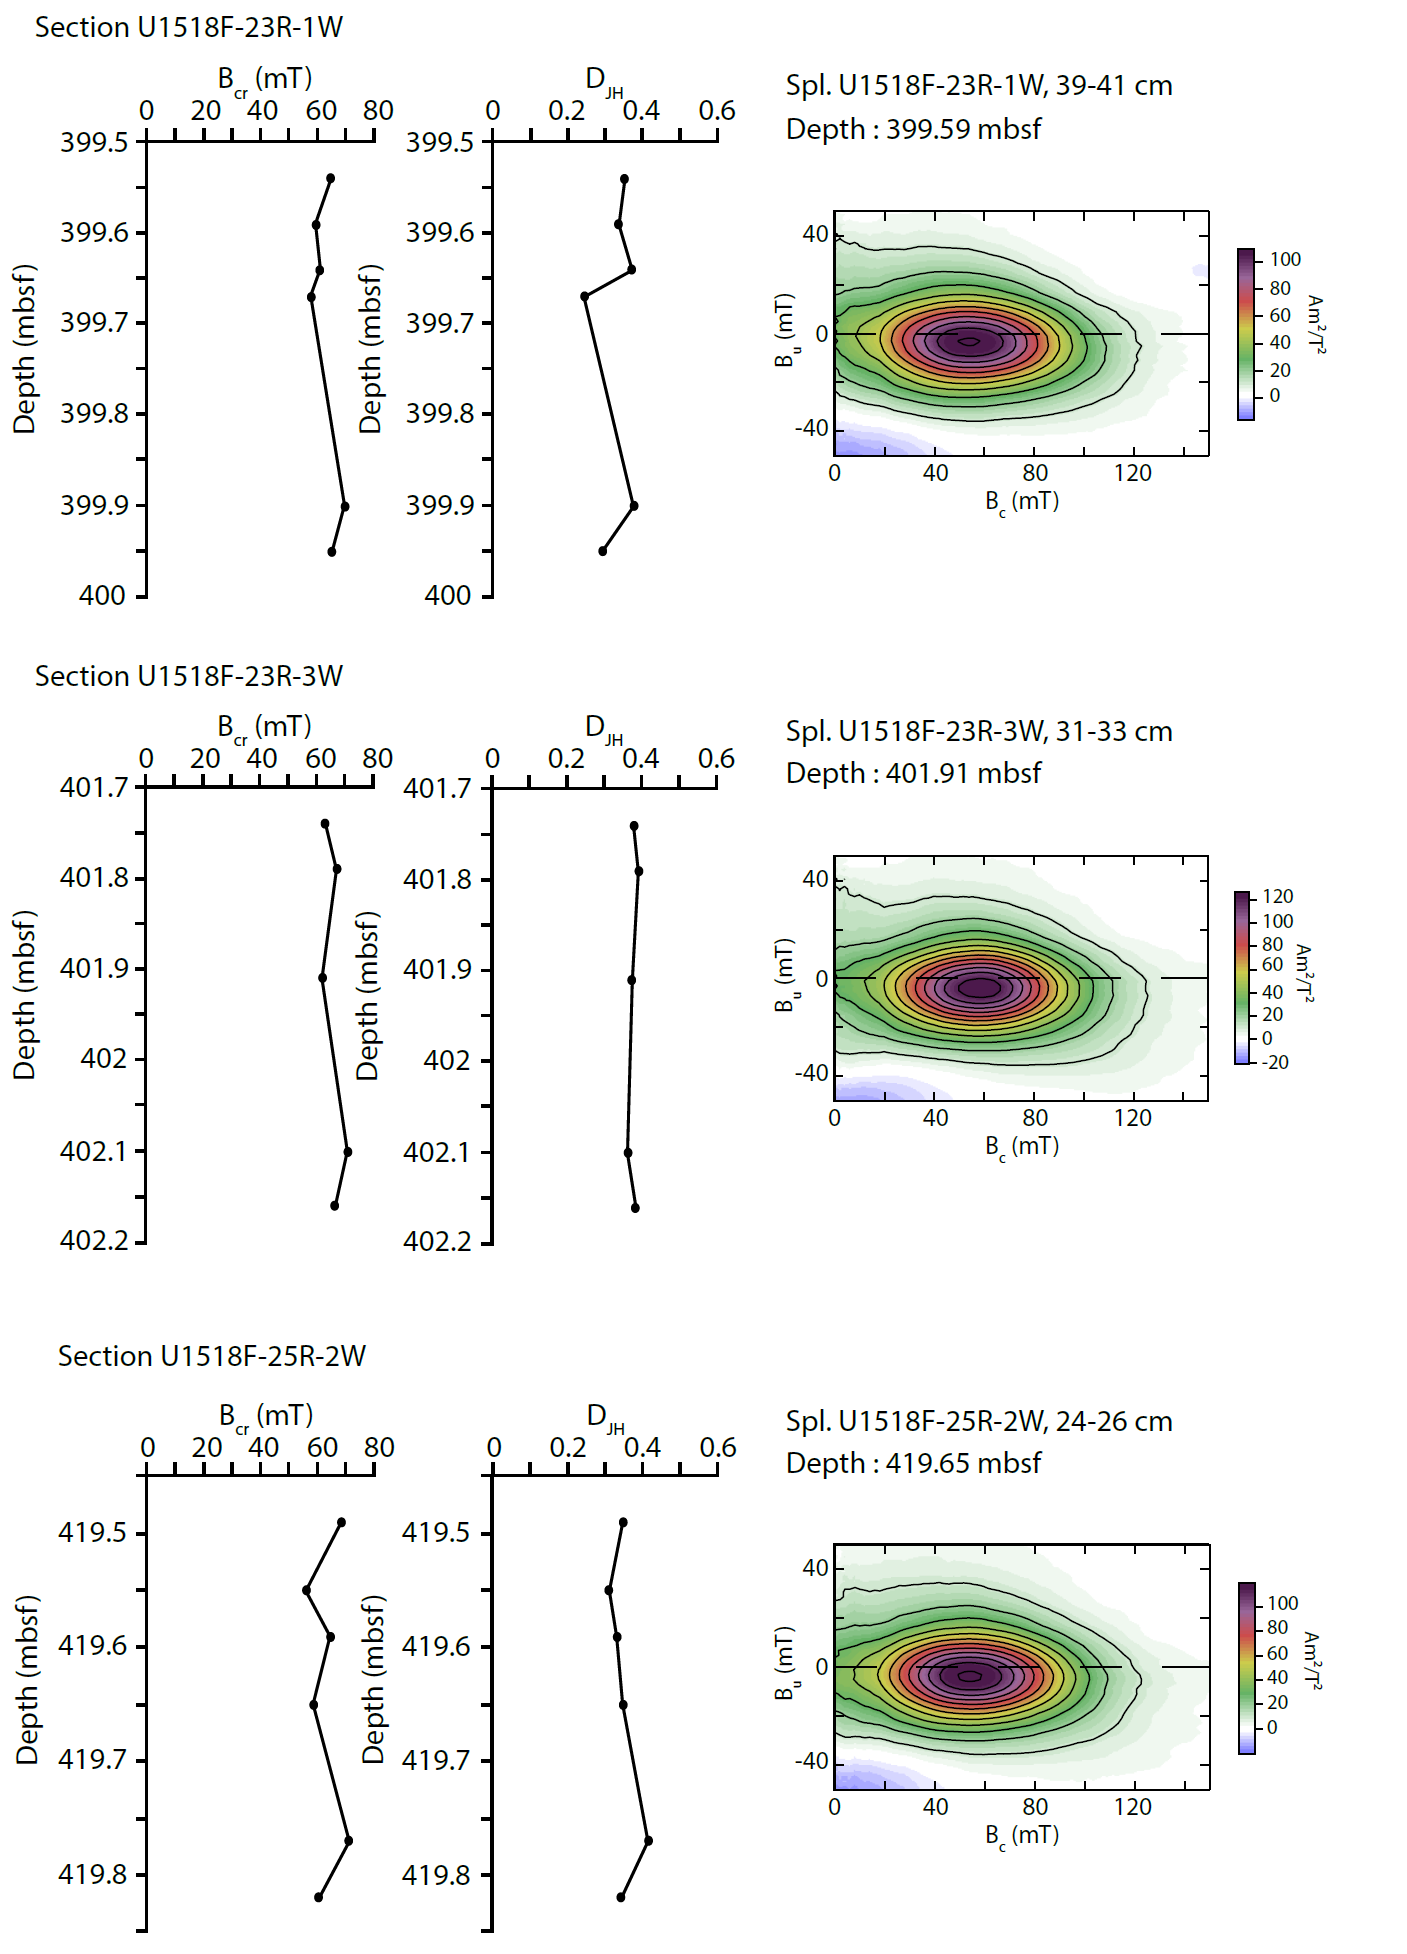 Section U1518F-23R-1W
B_cr (mT)
0 20 40 60 80
399.5
399.6
399.7
399.8
399.9
400
Depth (mbsf)
D_JH
0 0.2 0.4 0.6
399.5
399.6
399.7
399.8
399.9
400
Depth (mbsf)
Spl. U1518F-23R-1W, 39-41 cm
Depth : 399.59 mbsf
40
0
-40
B_u (mT)
0 40 80 120
B_c (mT)
100
80
60
40
20
0
Am²/T²
Section U1518F-23R-3W
B_cr (mT)
0 20 40 60 80
401.7
401.8
401.9
402
402.1
402.2
Depth (mbsf)
D_JH
0 0.2 0.4 0.6
401.7
401.8
401.9
402
402.1
402.2
Depth (mbsf)
Spl. U1518F-23R-3W, 31-33 cm
Depth : 401.91 mbsf
40
0
-40
B_u (mT)
0 40 80 120
B_c (mT)
120
100
80
60
40
20
0
-20
Am²/T²
Section U1518F-25R-2W
B_cr (mT)
0 20 40 60 80
419.5
419.6
419.7
419.8
Depth (mbsf)
D_JH
0 0.2 0.4 0.6
419.5
419.6
419.7
419.8
Depth (mbsf)
Spl. U1518F-25R-2W, 24-26 cm
Depth : 419.65 mbsf
40
0
-40
B_u (mT)
0 40 80 120
B_c (mT)
100
80
60
40
20
0
Am²/T²